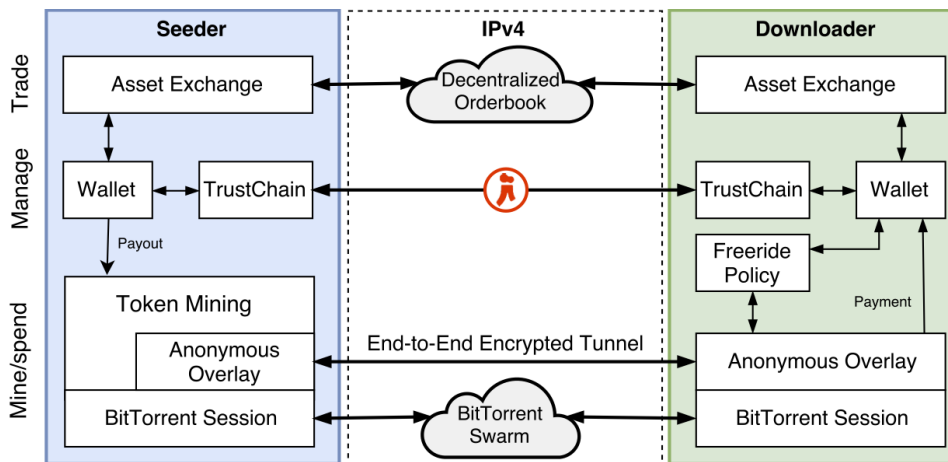 Seeder
IPv4
Downloader
Trade
Asset Exchange
Decentralized
Orderbook
Asset Exchange
Manage
Wallet
TrustChain
TrustChain
Wallet
Payout
Freeride
Policy
Payment
Mine/spend
Token Mining
Anonymous
Overlay
End-to-End Encrypted Tunnel
Anonymous Overlay
BitTorrent Session
BitTorrent
Swarm
BitTorrent Session